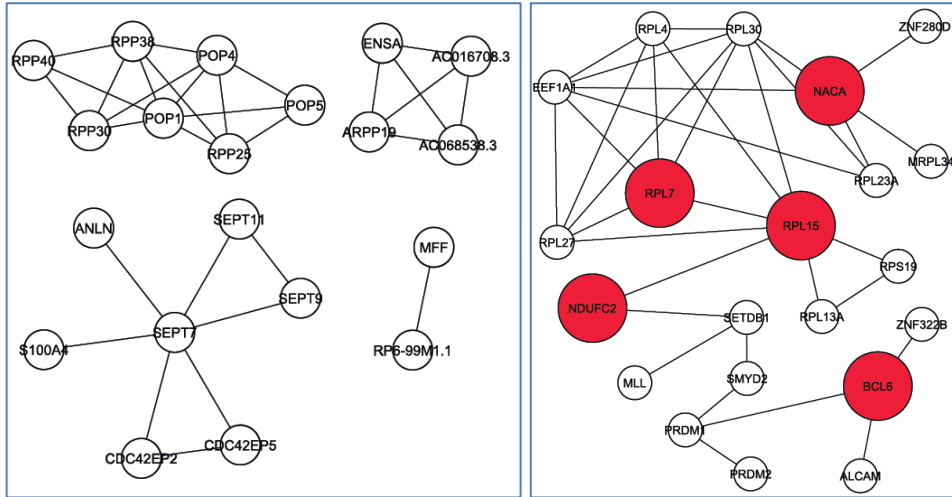 RPP40
RPP38
POP4
POP5
RPP30
POP1
RPP25
ENSA
AC016708.3
ARPP19
AC068538.3
ANLN
SEPT11
SEPT9
SEPT7
S100A4
CDC42EP2
CDC42EP5
MFF
RP6-99M1.1
RPL4
RPL30
ZNF280D
EEF1A1
NACA
MRPL34
RPL23A
RPL7
RPL15
RPL27
RPS19
NDUFC2
SETDB1
RPL13A
ZNF322B
MLL
SMYD2
BCL6
PRDM1
PRDM2
ALCAM